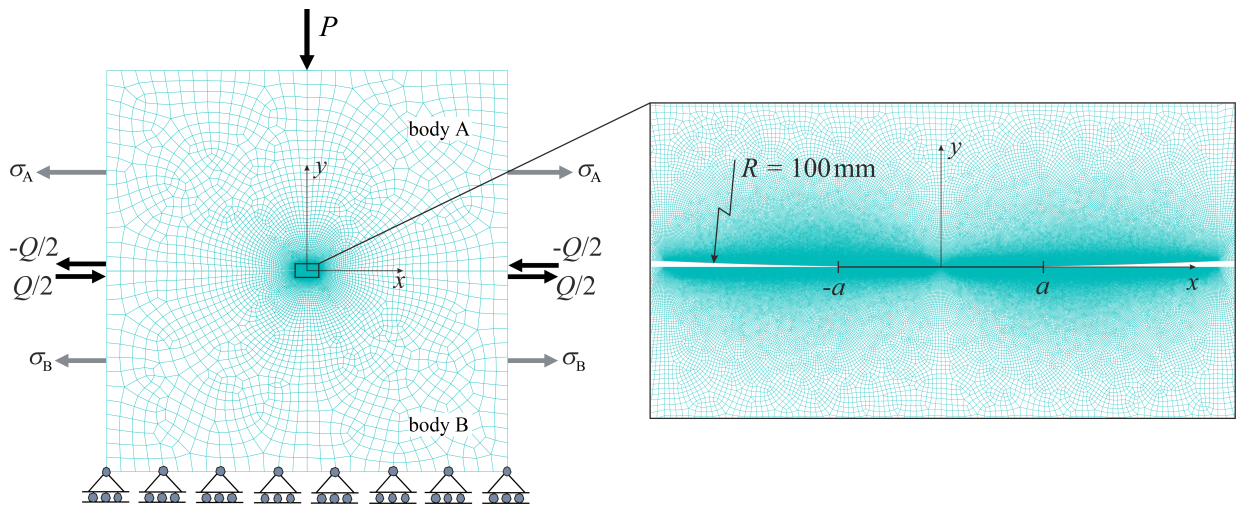 P
body A
σA
σA
y
-Q/2
-Q/2
Q/2
Q/2
x
σB
σB
body B
y
R = 100 mm
-a
a
x